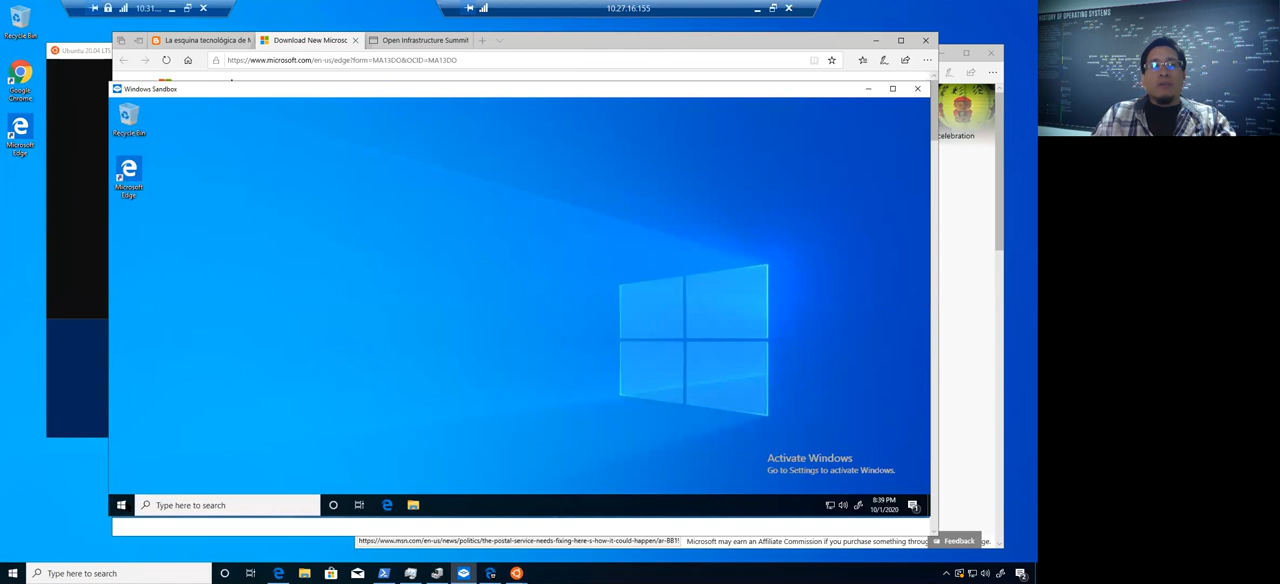 10.31...
10.27.16.155
HISTORY OF OPERATING SYSTEMS
Recycle Bin
Ubuntu 20.04 LTS
La esquina tecnológica de M
Download New Microsc
Open Infrastructure Summit
https://www.microsoft.com/en-us/edge?form=MA13DO&OCID=MA13DO
Google
Chrome
Windows Sandbox
Microsoft
Edge
Recycle Bin
Microsoft
Edge
celebration
Activate Windows
Go to Settings to activate Windows.
Type here to search
8:39 PM
10/1/2020
https://www.msn.com/en-us/news/politics/the-postal-service-needs-fixing-here-s-how-it-could-happen/ar-BB1!
Microsoft may earn an Affiliate Commission if you purchase something throu
Feedback
ge.
Type here to search